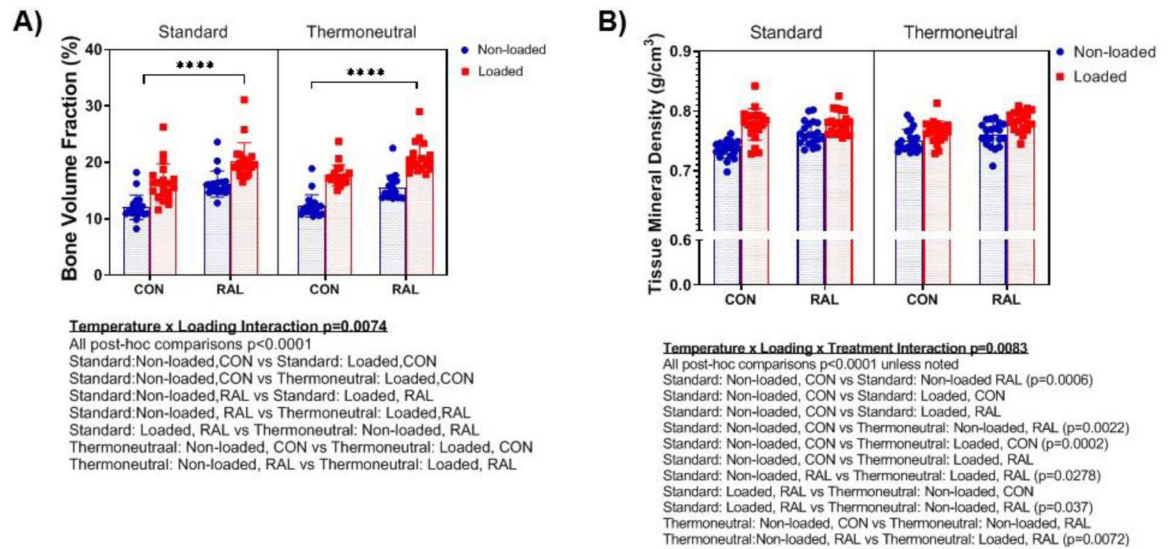 A)
Standard
Thermoneutral
Non-loaded
Loaded
Bone Volume Fraction (%)
40
30
20
10
0
****
****
CON
RAL
CON
RAL
Temperature x Loading Interaction p=0.0074
All post-hoc comparisons p<0.0001
Standard:Non-loaded,CON vs Standard: Loaded,CON
Standard:Non-loaded,CON vs Thermoneutral: Loaded,CON
Standard:Non-loaded,RAL vs Standard: Loaded, RAL
Standard:Non-loaded, RAL vs Thermoneutral: Loaded,RAL
Standard: Loaded, RAL vs Thermoneutral: Non-loaded, RAL
Thermoneutraal: Non-loaded, CON vs Thermoneutral: Loaded, CON
Thermoneutral: Non-loaded, RAL vs Thermoneutral: Loaded, RAL
B)
Standard
Thermoneutral
Non-loaded
Loaded
Tissue Mineral Density (g/cm³)
0.9
0.8
0.7
0.6
0.0
CON
RAL
CON
RAL
Temperature x Loading x Treatment Interaction p=0.0083
All post-hoc comparisons p<0.0001 unless noted
Standard: Non-loaded, CON vs Standard: Non-loaded RAL (p=0.0006)
Standard: Non-loaded, CON vs Standard: Loaded, CON
Standard: Non-loaded, CON vs Standard: Loaded, RAL
Standard: Non-loaded, CON vs Thermoneutral: Non-loaded, RAL (p=0.0022)
Standard: Non-loaded, CON vs Thermoneutral: Loaded, CON (p=0.0002)
Standard: Non-loaded, CON vs Thermoneutral: Loaded, RAL
Standard: Non-loaded, RAL vs Thermoneutral: Loaded, RAL (p=0.0278)
Standard: Loaded, RAL vs Thermoneutral: Non-loaded, CON
Standard: Loaded, RAL vs Thermoneutral: Non-loaded, RAL (p=0.037)
Thermoneutral: Non-loaded, CON vs Thermoneutral: Non-loaded, RAL
Thermoneutral:Non-loaded, RAL vs Thermoneutral: Loaded, RAL (p=0.0072)